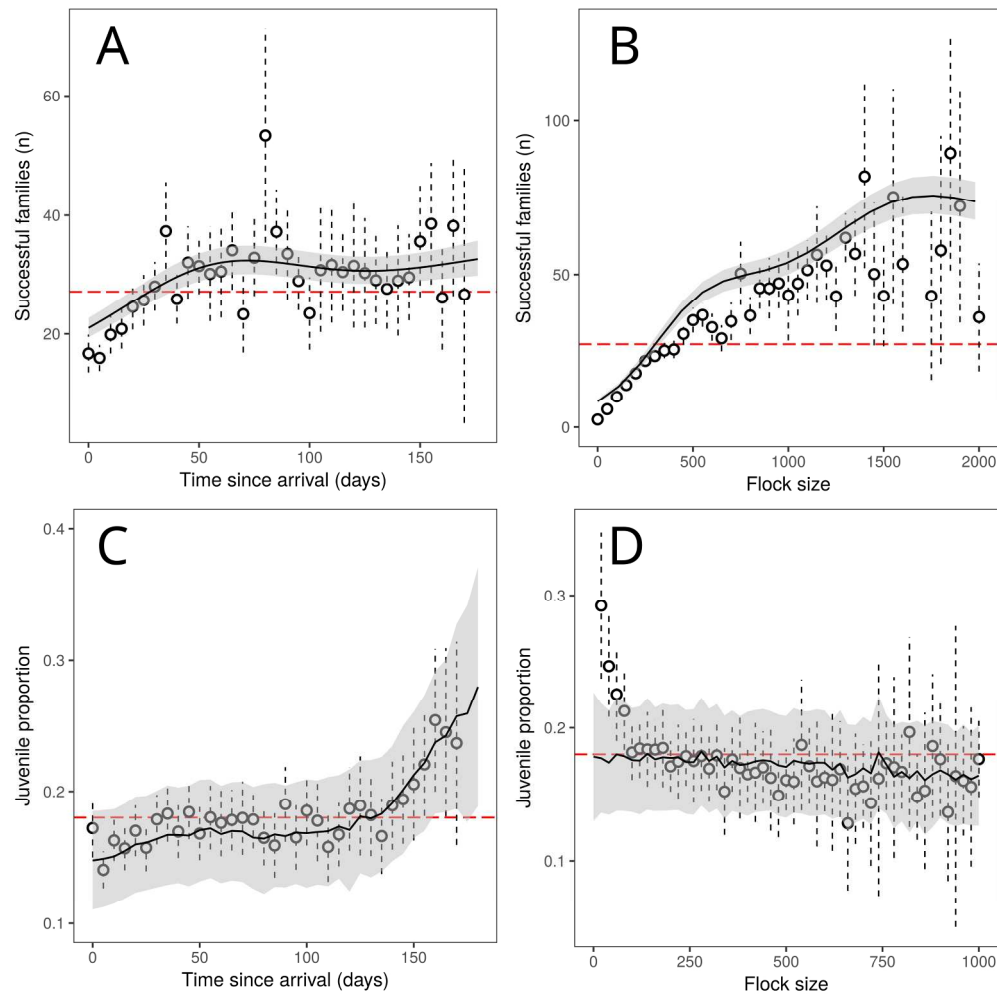 A
Successful families (n)
60
40
20
0
50
100
150
Time since arrival (days)
B
Successful families (n)
100
50
0
0
500
1000
1500
2000
Flock size
C
Juvenile proportion
0.4
0.3
0.2
0.1
0
50
100
150
Time since arrival (days)
D
Juvenile proportion
0.3
0.2
0.1
0
250
500
750
1000
Flock size